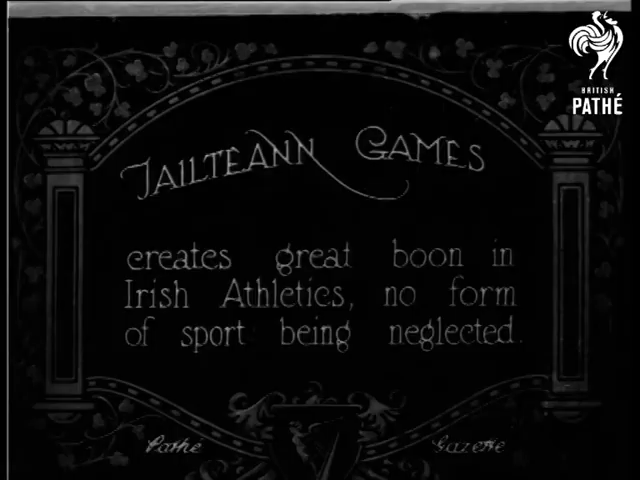 BRITISH
PATHÉ
TAILTEANN GAMES
creates great boon in
Irish Athletics, no form
of sport being neglected.
Pathe Gazette